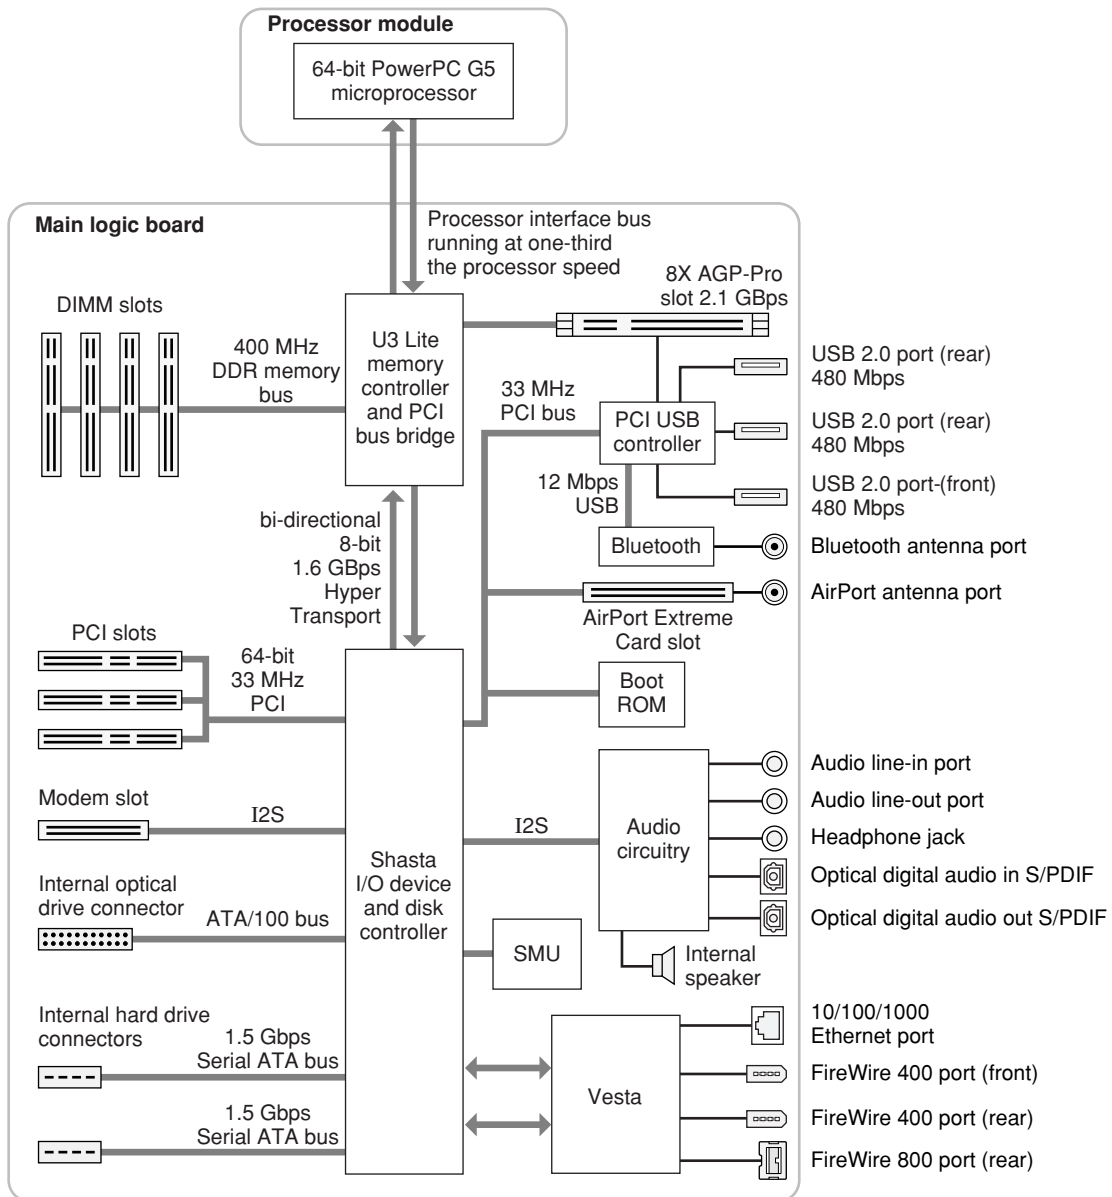 Processor module
64-bit PowerPC G5
microprocessor
Main logic board
Processor interface bus
running at one-third
the processor speed
8X AGP-Pro
slot 2.1 GBps
DIMM slots
400 MHz
DDR memory
bus
U3 Lite
memory
controller
and PCI
bus bridge
33 MHz
PCI bus
PCI USB
controller
USB 2.0 port (rear)
480 Mbps
USB 2.0 port (rear)
480 Mbps
USB 2.0 port-(front)
480 Mbps
12 Mbps
USB
Bluetooth
Bluetooth antenna port
bi-directional
8-bit
1.6 GBps
Hyper
Transport
AirPort antenna port
AirPort Extreme
Card slot
PCI slots
64-bit
33 MHz
PCI
Boot
ROM
Modem slot
I2S
Shasta
I/O device
and disk
controller
I2S
Audio
circuitry
Audio line-in port
Audio line-out port
Headphone jack
Optical digital audio in S/PDIF
Optical digital audio out S/PDIF
Internal optical
drive connector
ATA/100 bus
SMU
Internal
speaker
Internal hard drive
connectors
1.5 Gbps
Serial ATA bus
1.5 Gbps
Serial ATA bus
Vesta
10/100/1000
Ethernet port
FireWire 400 port (front)
FireWire 400 port (rear)
FireWire 800 port (rear)